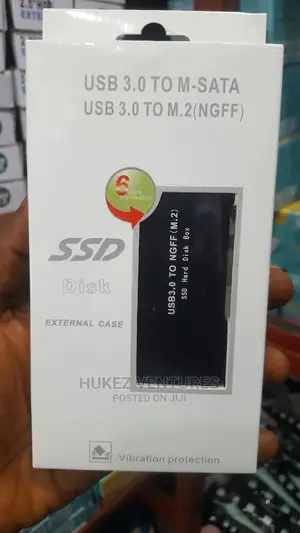 USB 3.0 TO M-SATA
USB 3.0 TO M.2(NGFF)
6
SSD
Disk
EXTERNAL CASE
USB3.0 TO NGFF(M.2)
SSD Hard Disk Box
HUKEZ VENTURES
POSTED ON JIJI
Vibration protection